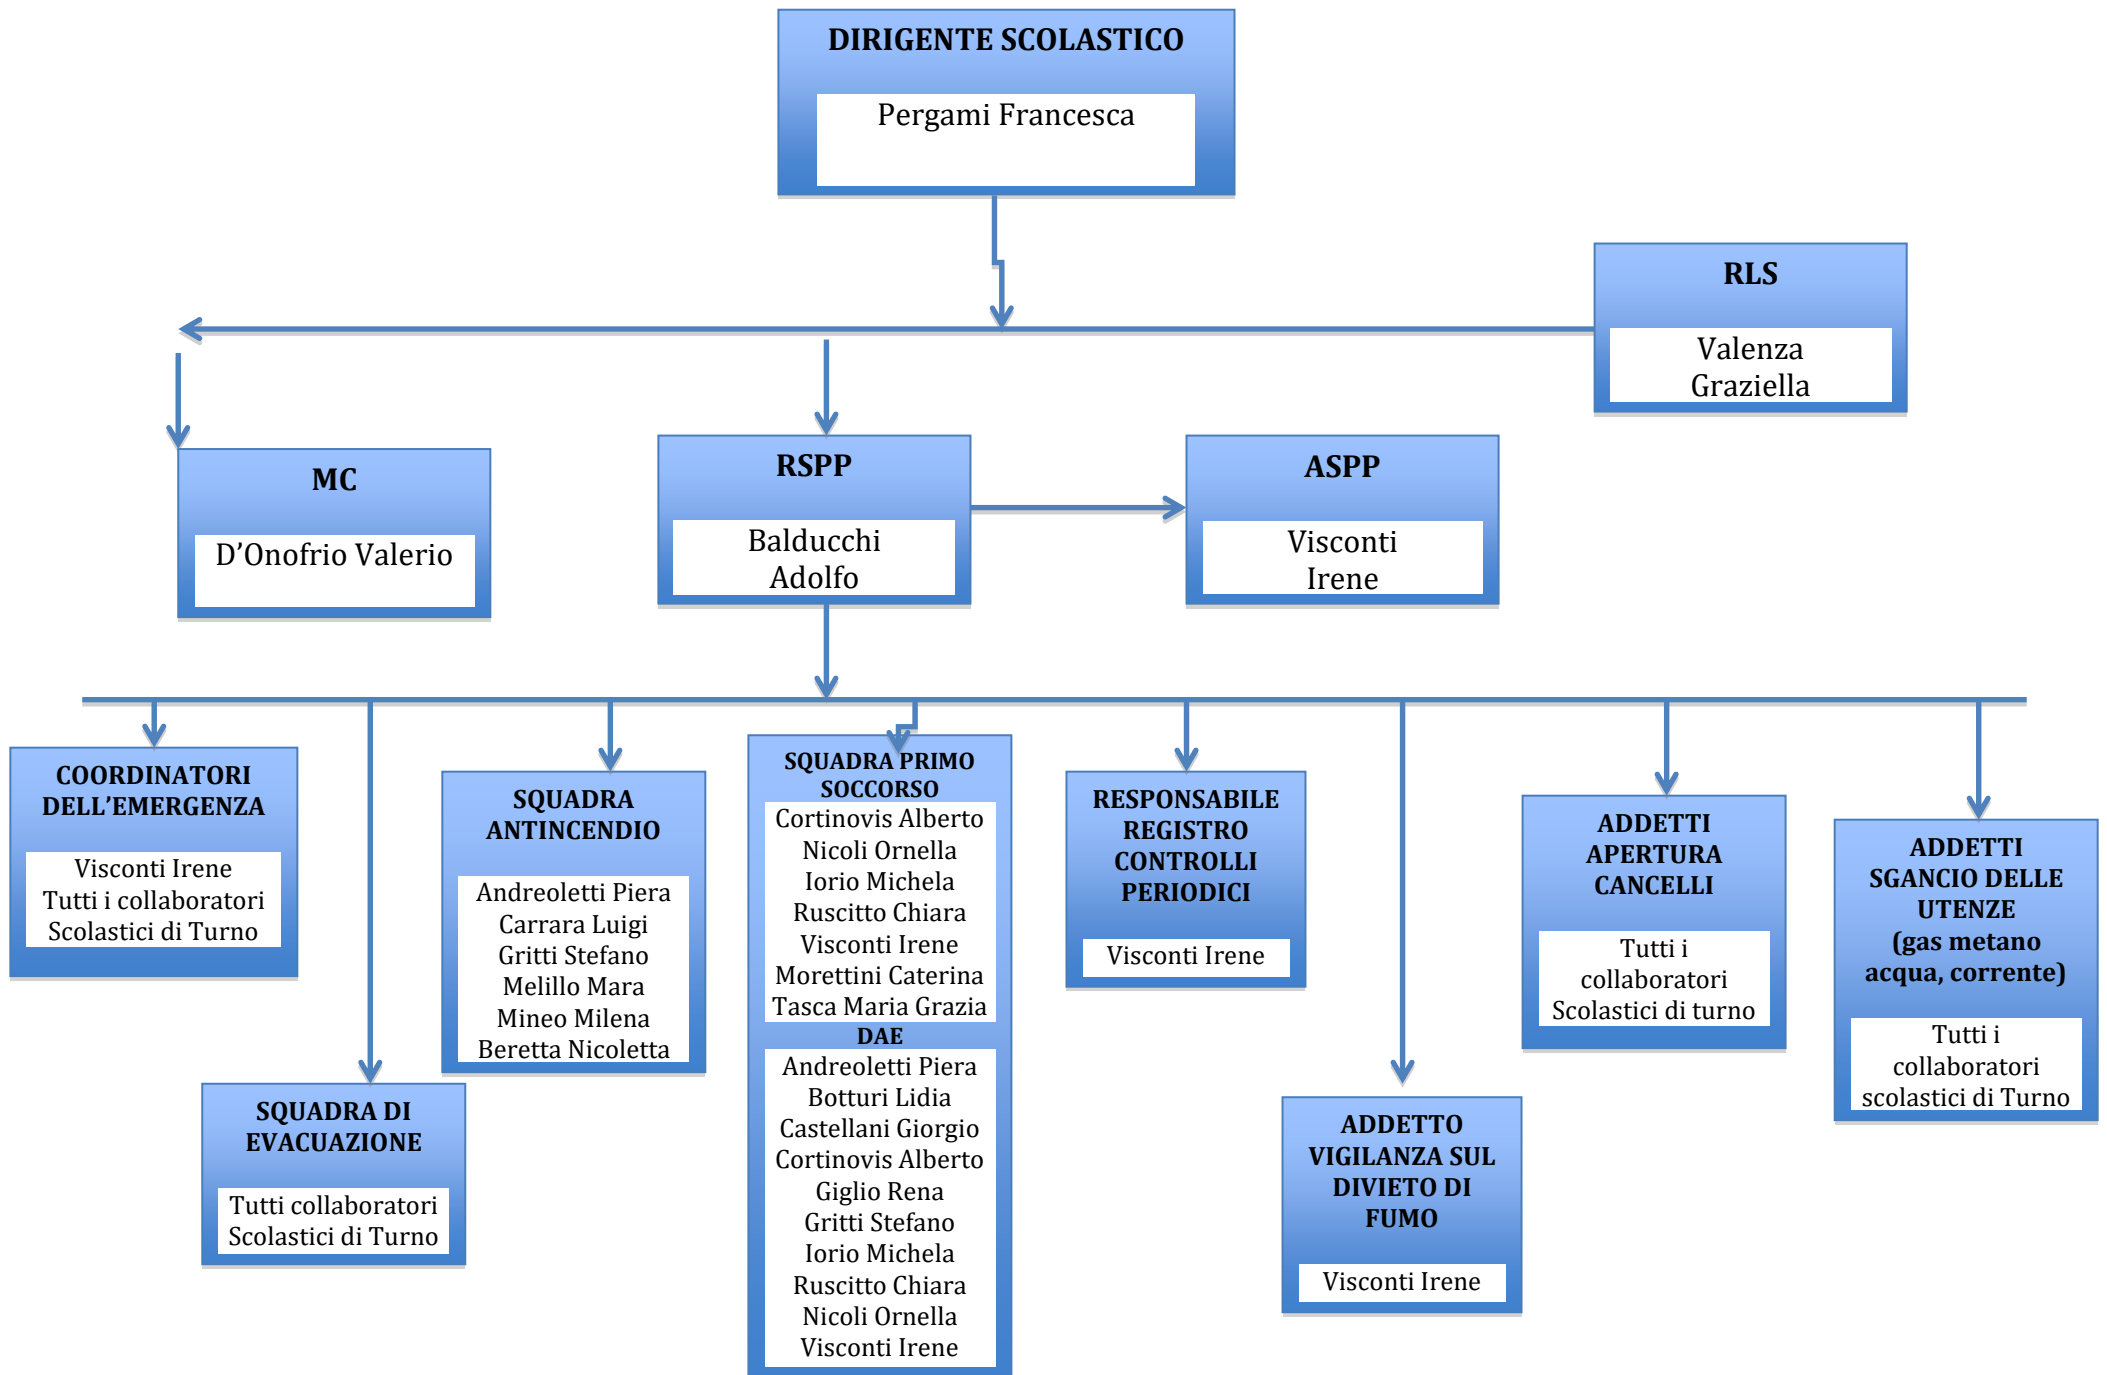 DIRIGENTE SCOLASTICO
Pergami Francesca
RLS
Valenza
Graziella
MC
D’Onofrio Valerio
RSPP
Balducchi
Adolfo
ASPP
Visconti
Irene
COORDINATORI
DELL’EMERGENZA
Visconti Irene
Tutti i collaboratori
Scolastici di Turno
SQUADRA DI
EVACUAZIONE
Tutti collaboratori
Scolastici di Turno
SQUADRA
ANTINCENDIO
Andreoletti Piera
Carrara Luigi
Gritti Stefano
Melillo Mara
Mineo Milena
Beretta Nicoletta
SQUADRA PRIMO
SOCCORSO
Cortinovis Alberto
Nicoli Ornella
Iorio Michela
Ruscitto Chiara
Visconti Irene
Morettini Caterina
Tasca Maria Grazia
DAE
Andreoletti Piera
Botturi Lidia
Castellani Giorgio
Cortinovis Alberto
Giglio Rena
Gritti Stefano
Iorio Michela
Ruscitto Chiara
Nicoli Ornella
Visconti Irene
RESPONSABILE
REGISTRO
CONTROLLI
PERIODICI
Visconti Irene
ADDETTO
VIGILANZA SUL
DIVIETO DI
FUMO
Visconti Irene
ADDETTI
APERTURA
CANCELLI
Tutti i
collaboratori
Scolastici di turno
ADDETTI
SGANCIO DELLE
UTENZE
(gas metano
acqua, corrente)
Tutti i
collaboratori
scolastici di Turno